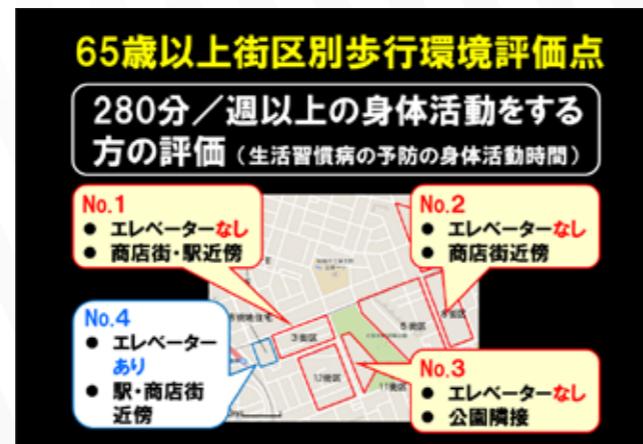 65歳以上街区別歩行環境評価点
280分／週以上の身体活動をする
方の評価（生活習慣病の予防の身体活動時間）
No.1
● エレベーターなし
● 商店街・駅近傍
No.2
● エレベーターなし
● 商店街近傍
No.4
● エレベーター
あり
● 駅・商店街
近傍
3街区
12街区
11街区
No.3
● エレベーターなし
● 公園隣接